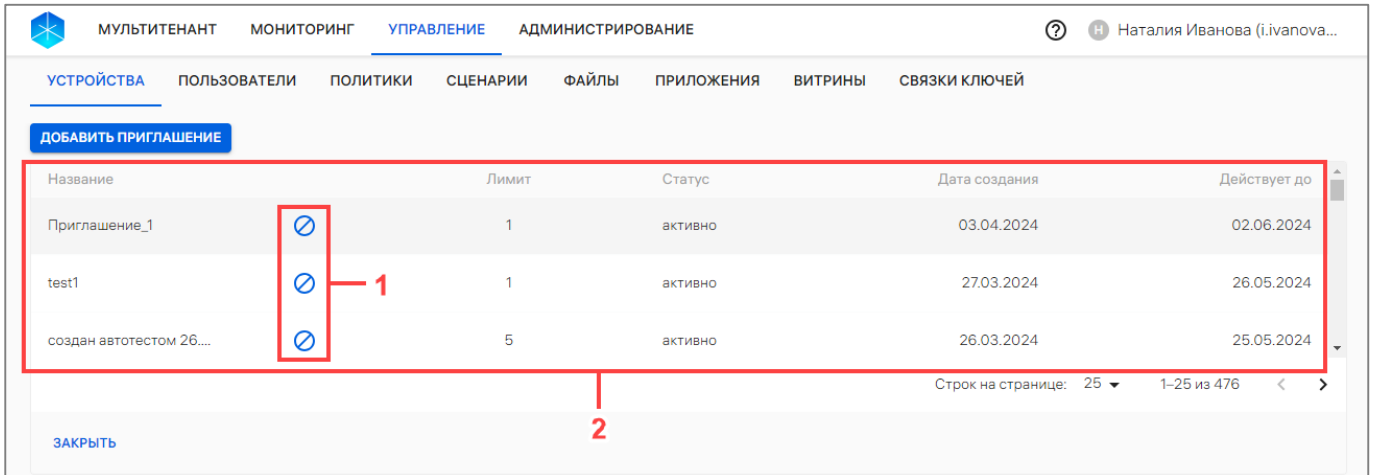 МУЛЬТИТЕНАНТ МОНИТОРИНГ УПРАВЛЕНИЕ АДМИНИСТРИРОВАНИЕ ? Н Наталия Иванова (i.ivanova...
УСТРОЙСТВА ПОЛЬЗОВАТЕЛИ ПОЛИТИКИ СЦЕНАРИИ ФАЙЛЫ ПРИЛОЖЕНИЯ ВИТРИНЫ СВЯЗКИ КЛЮЧЕЙ
ДОБАВИТЬ ПРИГЛАШЕНИЕ
Название Лимит Статус Дата создания Действует до
Приглашение_1 1 активно 03.04.2024 02.06.2024
test1 1 1 активно 27.03.2024 26.05.2024
создан автотестом 26.... 5 активно 26.03.2024 25.05.2024
Строк на странице: 25 1–25 из 476
2
ЗАКРЫТЬ